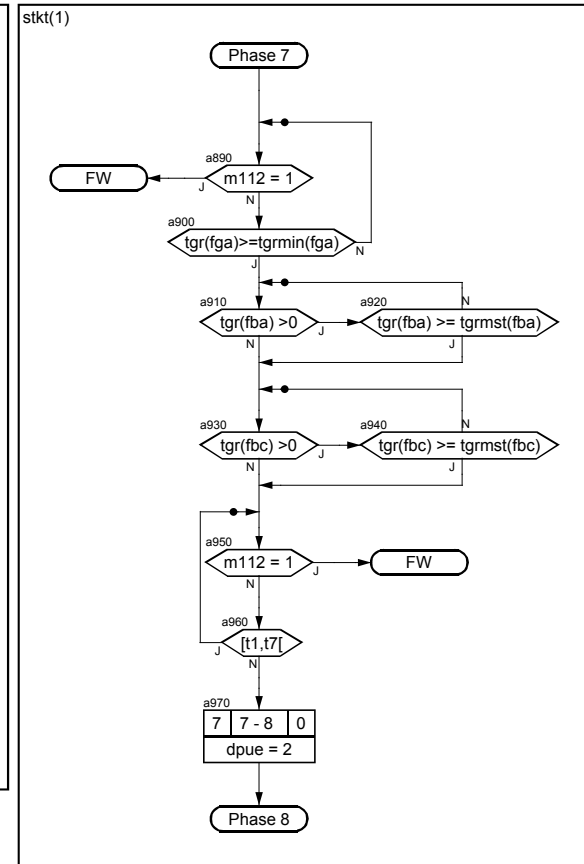 stkt(1)
Phase 7
a890
FW
m112 = 1
J
N
a900
tgr(fga)>=tgrmin(fga)
N
J
a910
a920
N
tgr(fba) >0
J
tgr(fba) >= tgrmst(fba)
N
J
a930
a940
N
tgr(fbc) >0
J
tgr(fbc) >= tgrmst(fbc)
N
J
a950
m112 = 1
J
FW
N
a960
[t1,t7[
J
N
a970
7 7 - 8 0
dpue = 2
Phase 8